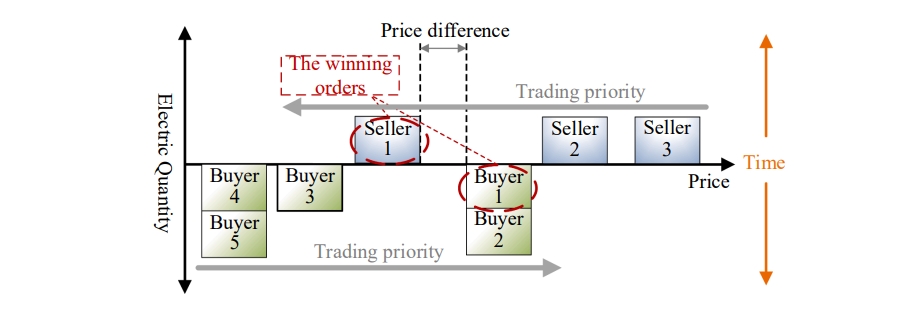 Price difference
The winning
orders
Trading priority
Electric Quantity
Seller
1
Seller
2
Seller
3
Time
Price
Buyer
4
Buyer
3
Buyer
1
Buyer
5
Buyer
2
Trading priority